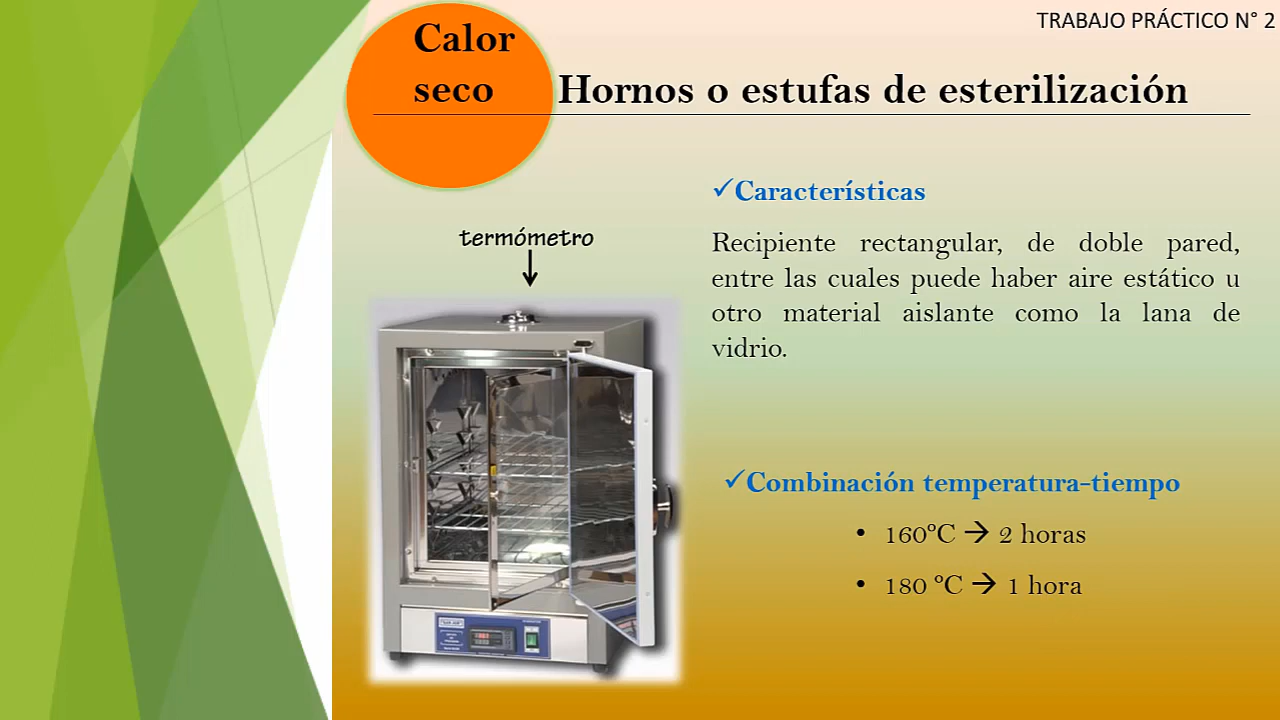 TRABAJO PRÁCTICO N° 2
Calor
seco
Hornos o estufas de esterilización
✓Características
termómetro
Recipiente rectangular, de doble pared,
entre las cuales puede haber aire estático u
otro material aislante como la lana de
vidrio.
✓Combinación temperatura-tiempo
• 160°C → 2 horas
• 180 °C → 1 hora